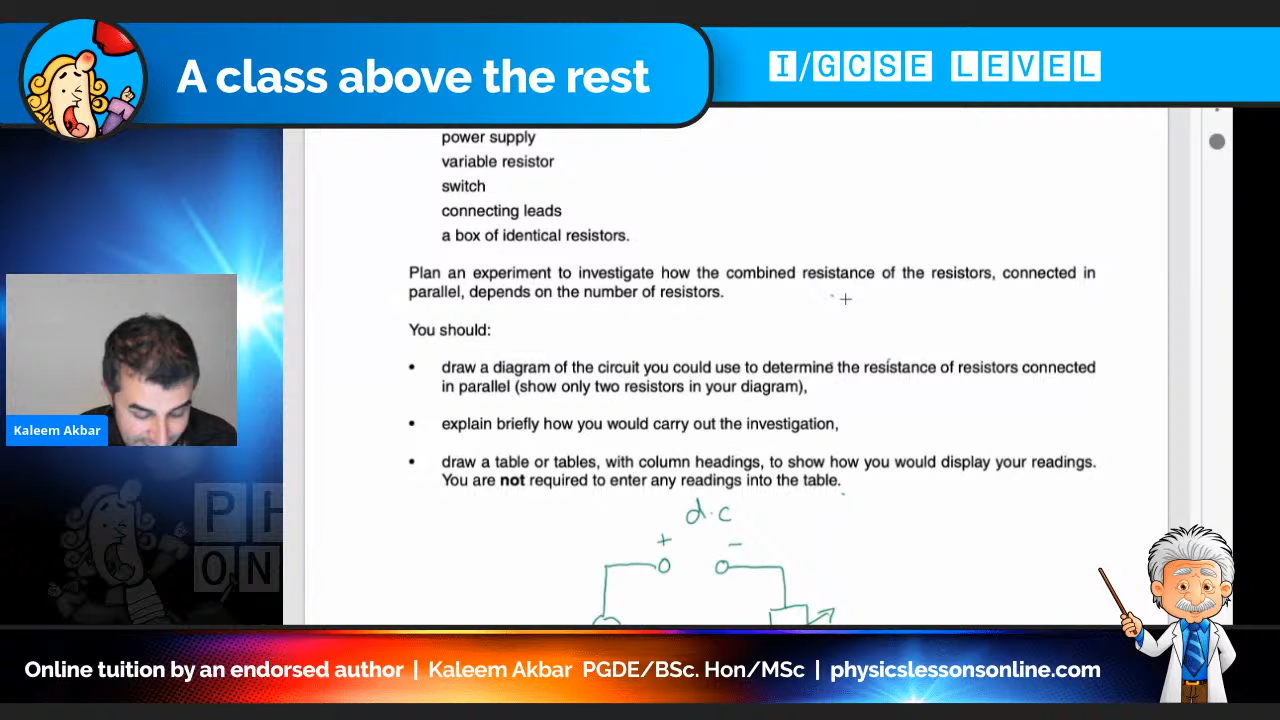 A class above the rest
I/GCSE LEVEL
power supply
variable resistor
switch
connecting leads
a box of identical resistors.
Plan an experiment to investigate how the combined resistance of the resistors, connected in
parallel, depends on the number of resistors.
You should:
• draw a diagram of the circuit you could use to determine the resistance of resistors connected
in parallel (show only two resistors in your diagram),
• explain briefly how you would carry out the investigation,
• draw a table or tables, with column headings, to show how you would display your readings.
You are not required to enter any readings into the table.
d.c
+ -
Kaleem Akbar
PH
ON
Online tuition by an endorsed author | Kaleem Akbar PGDE/BSc. Hon/MSc | physicslessonsonline.com